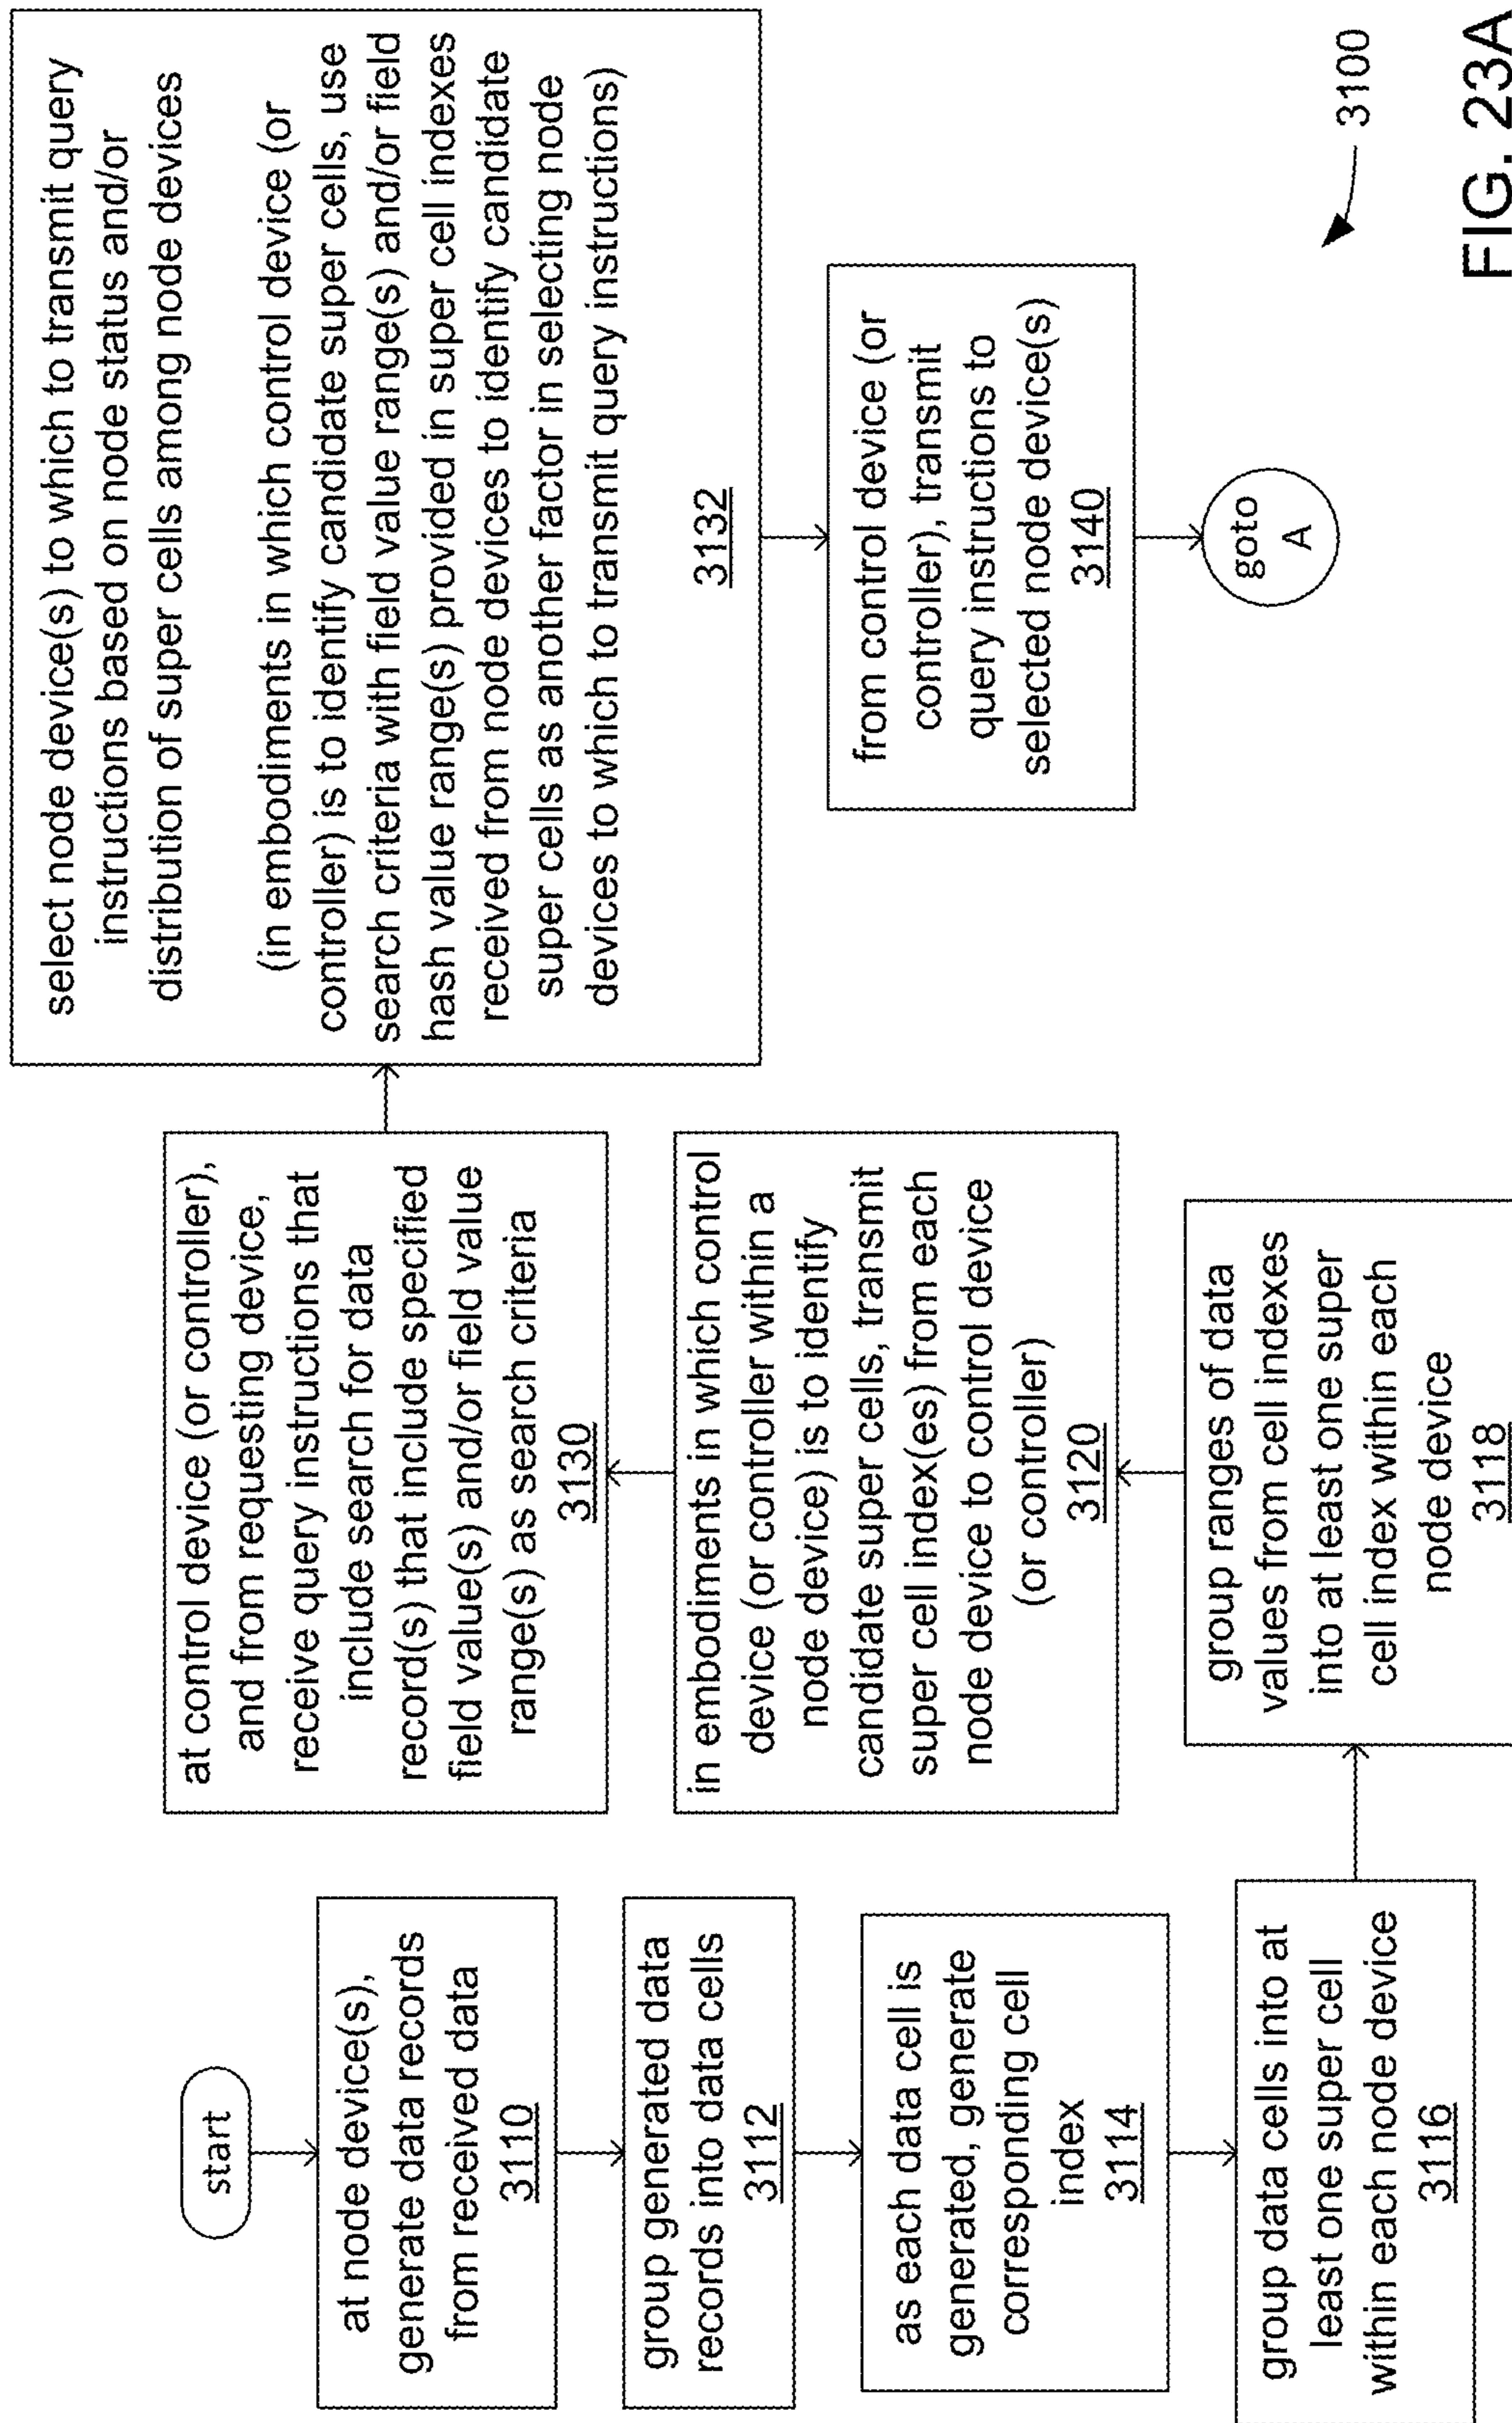 start
at node device(s),
generate data records
from received data
3110
group generated data
records into data cells
3112
as each data cell is
generated, generate
corresponding cell
index
3114
group data cells into at
least one super cell
within each node device
3116
group ranges of data
values from cell indexes
into at least one super
cell index within each
node device
3118
in embodiments in which control
device (or controller within a
node device) is to identify
candidate super cells, transmit
super cell index(es) from each
node device to control device
(or controller)
3120
at control device (or controller),
and from requesting device,
receive query instructions that
include search for data
record(s) that include specified
field value(s) and/or field value
range(s) as search criteria
3130
select node device(s) to which to transmit query
instructions based on node status and/or
distribution of super cells among node devices
(in embodiments in which control device (or
controller) is to identify candidate super cells, use
search criteria with field value range(s) and/or field
hash value range(s) provided in super cell indexes
received from node devices to identify candidate
super cells as another factor in selecting node
devices to which to transmit query instructions)
3132
from control device (or
controller), transmit
query instructions to
selected node device(s)
3140
goto
A
3100
FIG. 23A